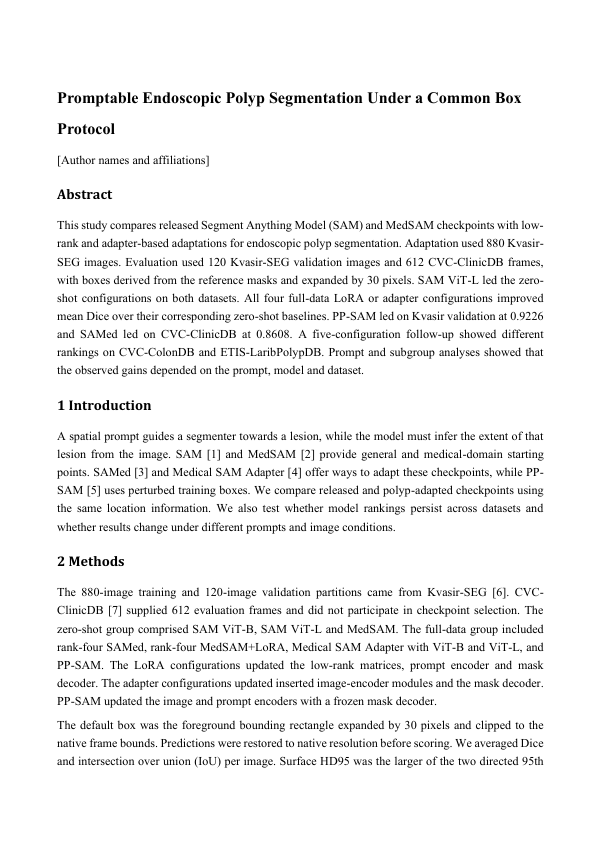 Promptable Endoscopic Polyp Segmentation Under a Common Box
Protocol
[Author names and affiliations]
Abstract
This study compares released Segment Anything Model (SAM) and MedSAM checkpoints with low-
rank and adapter-based adaptations for endoscopic polyp segmentation. Adaptation used 880 Kvasir-
SEG images. Evaluation used 120 Kvasir-SEG validation images and 612 CVC-ClinicDB frames,
with boxes derived from the reference masks and expanded by 30 pixels. SAM ViT-L led the zero-
shot configurations on both datasets. All four full-data LoRA or adapter configurations improved
mean Dice over their corresponding zero-shot baselines. PP-SAM led on Kvasir validation at 0.9226
and SAMed led on CVC-ClinicDB at 0.8608. A five-configuration follow-up showed different
rankings on CVC-ColonDB and ETIS-LaribPolypDB. Prompt and subgroup analyses showed that
the observed gains depended on the prompt, model and dataset.
1 Introduction
A spatial prompt guides a segmenter towards a lesion, while the model must infer the extent of that
lesion from the image. SAM [1] and MedSAM [2] provide general and medical-domain starting
points. SAMed [3] and Medical SAM Adapter [4] offer ways to adapt these checkpoints, while PP-
SAM [5] uses perturbed training boxes. We compare released and polyp-adapted checkpoints using
the same location information. We also test whether model rankings persist across datasets and
whether results change under different prompts and image conditions.
2 Methods
The 880-image training and 120-image validation partitions came from Kvasir-SEG [6]. CVC-
ClinicDB [7] supplied 612 evaluation frames and did not participate in checkpoint selection. The
zero-shot group comprised SAM ViT-B, SAM ViT-L and MedSAM. The full-data group included
rank-four SAMed, rank-four MedSAM+LoRA, Medical SAM Adapter with ViT-B and ViT-L, and
PP-SAM. The LoRA configurations updated the low-rank matrices, prompt encoder and mask
decoder. The adapter configurations updated inserted image-encoder modules and the mask decoder.
PP-SAM updated the image and prompt encoders with a frozen mask decoder.
The default box was the foreground bounding rectangle expanded by 30 pixels and clipped to the
native frame bounds. Predictions were restored to native resolution before scoring. We averaged Dice
and intersection over union (IoU) per image. Surface HD95 was the larger of the two directed 95th